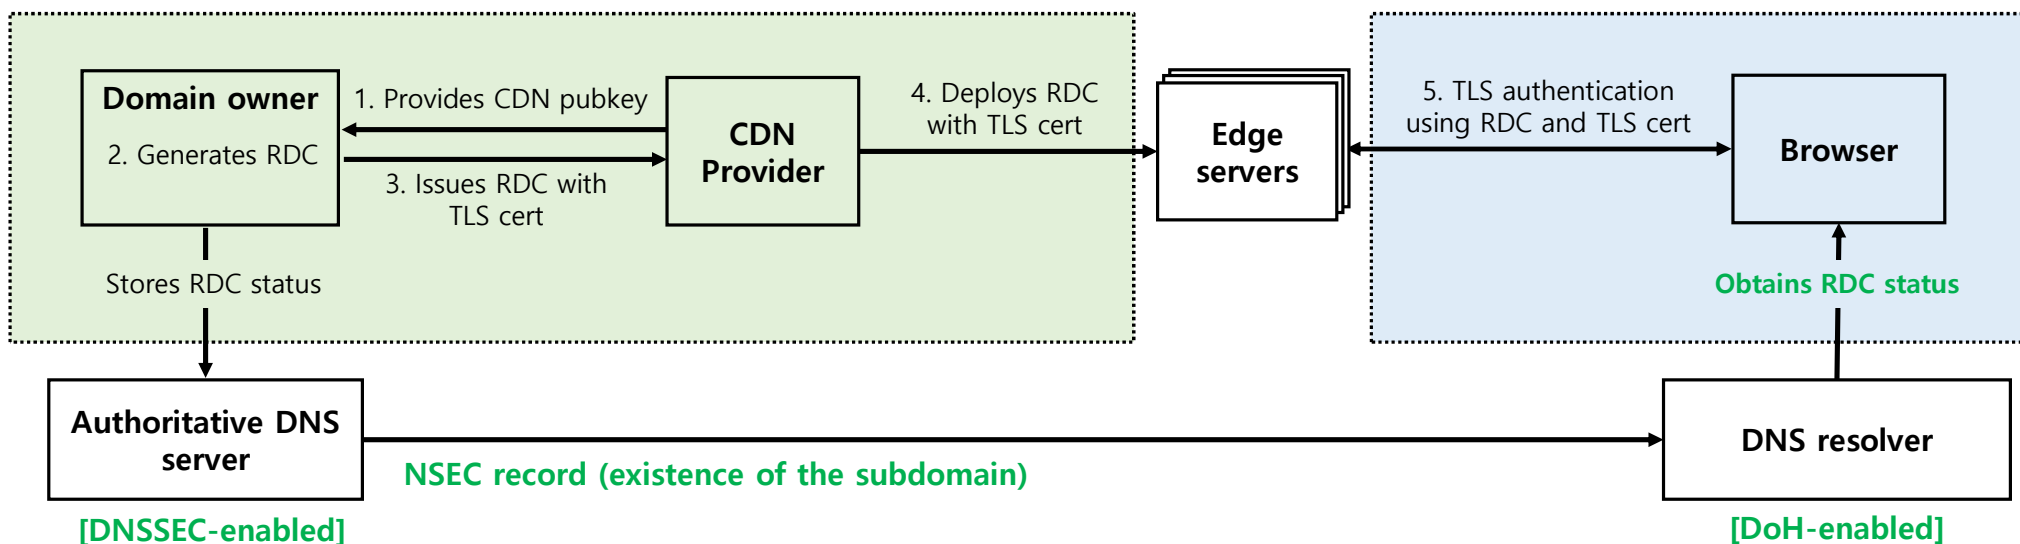 Domain owner
2. Generates RDC
1. Provides CDN pubkey
3. Issues RDC with
TLS cert
CDN
Provider
4. Deploys RDC
with TLS cert
Edge
servers
5. TLS authentication
using RDC and TLS cert
Browser
Stores RDC status
Obtains RDC status
Authoritative DNS
server
[DNSSEC-enabled]
NSEC record (existence of the subdomain)
DNS resolver
[DoH-enabled]